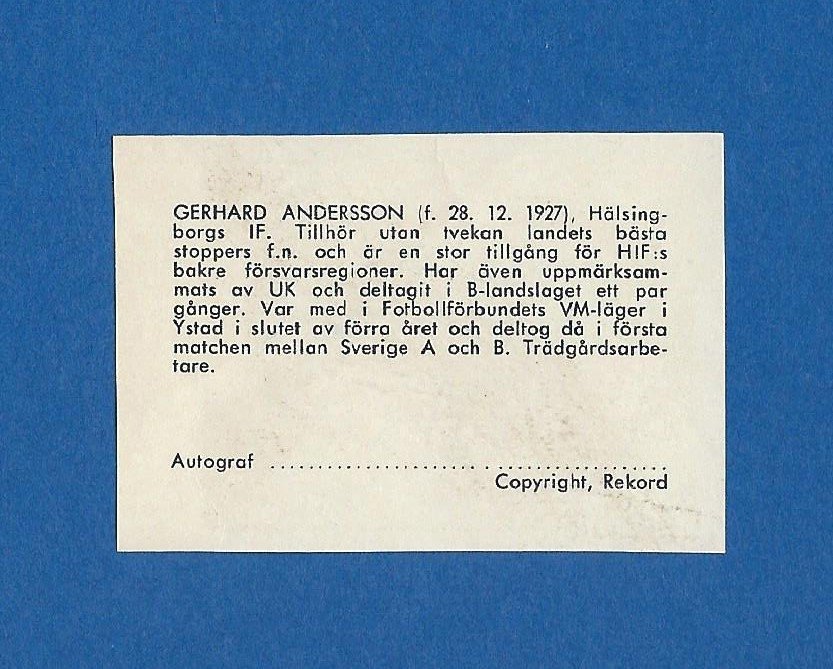 GERHARD ANDERSSON (f. 28. 12. 1927), Hälsing-
borgs IF. Tillhör utan tvekan landets bästa
stoppers f.n. och är en stor tillgång för HIF:s
bakre försvarsregioner. Har även uppmärksam-
mats av UK och deltagit i B-landslaget ett par
gånger. Var med i Fotbollförbundets VM-läger i
Ystad i slutet av förra året och deltog då i första
matchen mellan Sverige A och B. Trädgårdsarbe-
tare.
Autograf ............................................
Copyright, Rekord